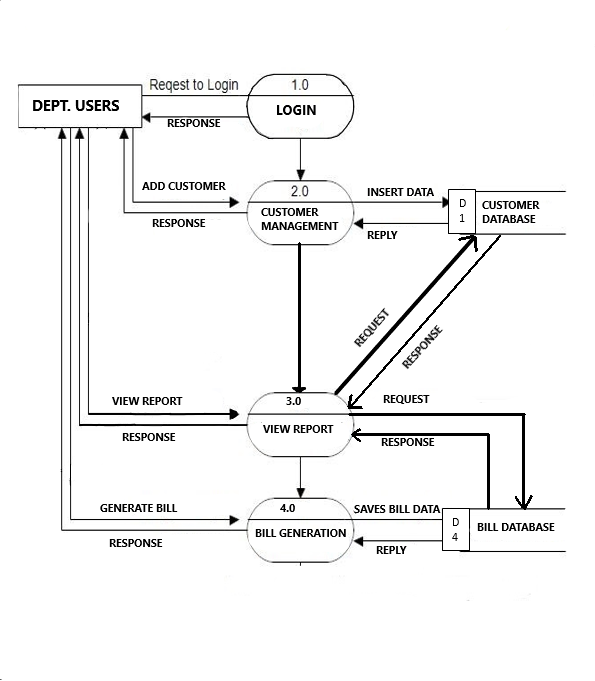 Reqest to Login
1.0
DEPT. USERS
LOGIN
RESPONSE
ADD CUSTOMER
2.0
INSERT DATA
D
1
CUSTOMER
DATABASE
RESPONSE
CUSTOMER
MANAGEMENT
REPLY
REQUEST
RESPONSE
VIEW REPORT
3.0
REQUEST
RESPONSE
VIEW REPORT
RESPONSE
GENERATE BILL
4.0
SAVES BILL DATA
D
4
BILL DATABASE
RESPONSE
BILL GENERATION
REPLY